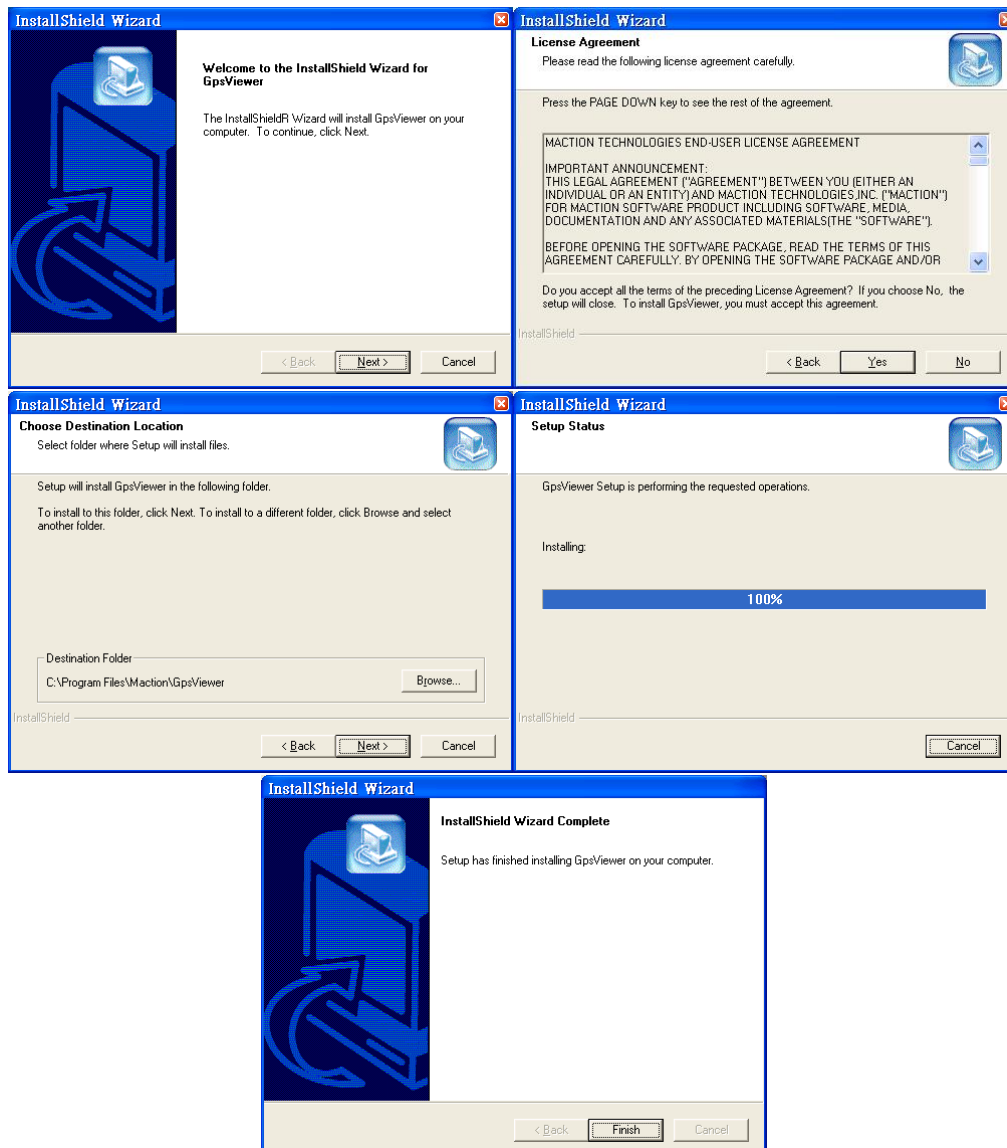 InstallShield Wizard
Welcome to the InstallShield Wizard for
GpsViewer
The InstallShieldR Wizard will install GpsViewer on your
computer. To continue, click Next.
< Back
Next >
Cancel
InstallShield Wizard
License Agreement
Please read the following license agreement carefully.
Press the PAGE DOWN key to see the rest of the agreement.
MACTION TECHNOLOGIES END-USER LICENSE AGREEMENT
IMPORTANT ANNOUNCEMENT:
THIS LEGAL AGREEMENT ("AGREEMENT") BETWEEN YOU (EITHER AN
INDIVIDUAL OR AN ENTITY) AND MACTION TECHNOLOGIES,INC. ("MACTION")
FOR MACTION SOFTWARE PRODUCT INCLUDING SOFTWARE, MEDIA,
DOCUMENTATION AND ANY ASSOCIATED MATERIALS(THE "SOFTWARE").
BEFORE OPENING THE SOFTWARE PACKAGE, READ THE TERMS OF THIS
AGREEMENT CAREFULLY. BY OPENING THE SOFTWARE PACKAGE AND/OR
Do you accept all the terms of the preceding License Agreement? If you choose No, the
setup will close. To install GpsViewer, you must accept this agreement.
InstallShield
< Back
Yes
No
InstallShield Wizard
Choose Destination Location
Select folder where Setup will install files.
Setup will install GpsViewer in the following folder.
To install to this folder, click Next. To install to a different folder, click Browse and select
another folder.
Destination Folder
C:\Program Files\Maction\GpsViewer
Browse...
InstallShield
< Back
Next >
Cancel
InstallShield Wizard
Setup Status
GpsViewer Setup is performing the requested operations.
Installing:
100%
InstallShield
Cancel
InstallShield Wizard
InstallShield Wizard Complete
Setup has finished installing GpsViewer on your computer.
< Back
Finish
Cancel